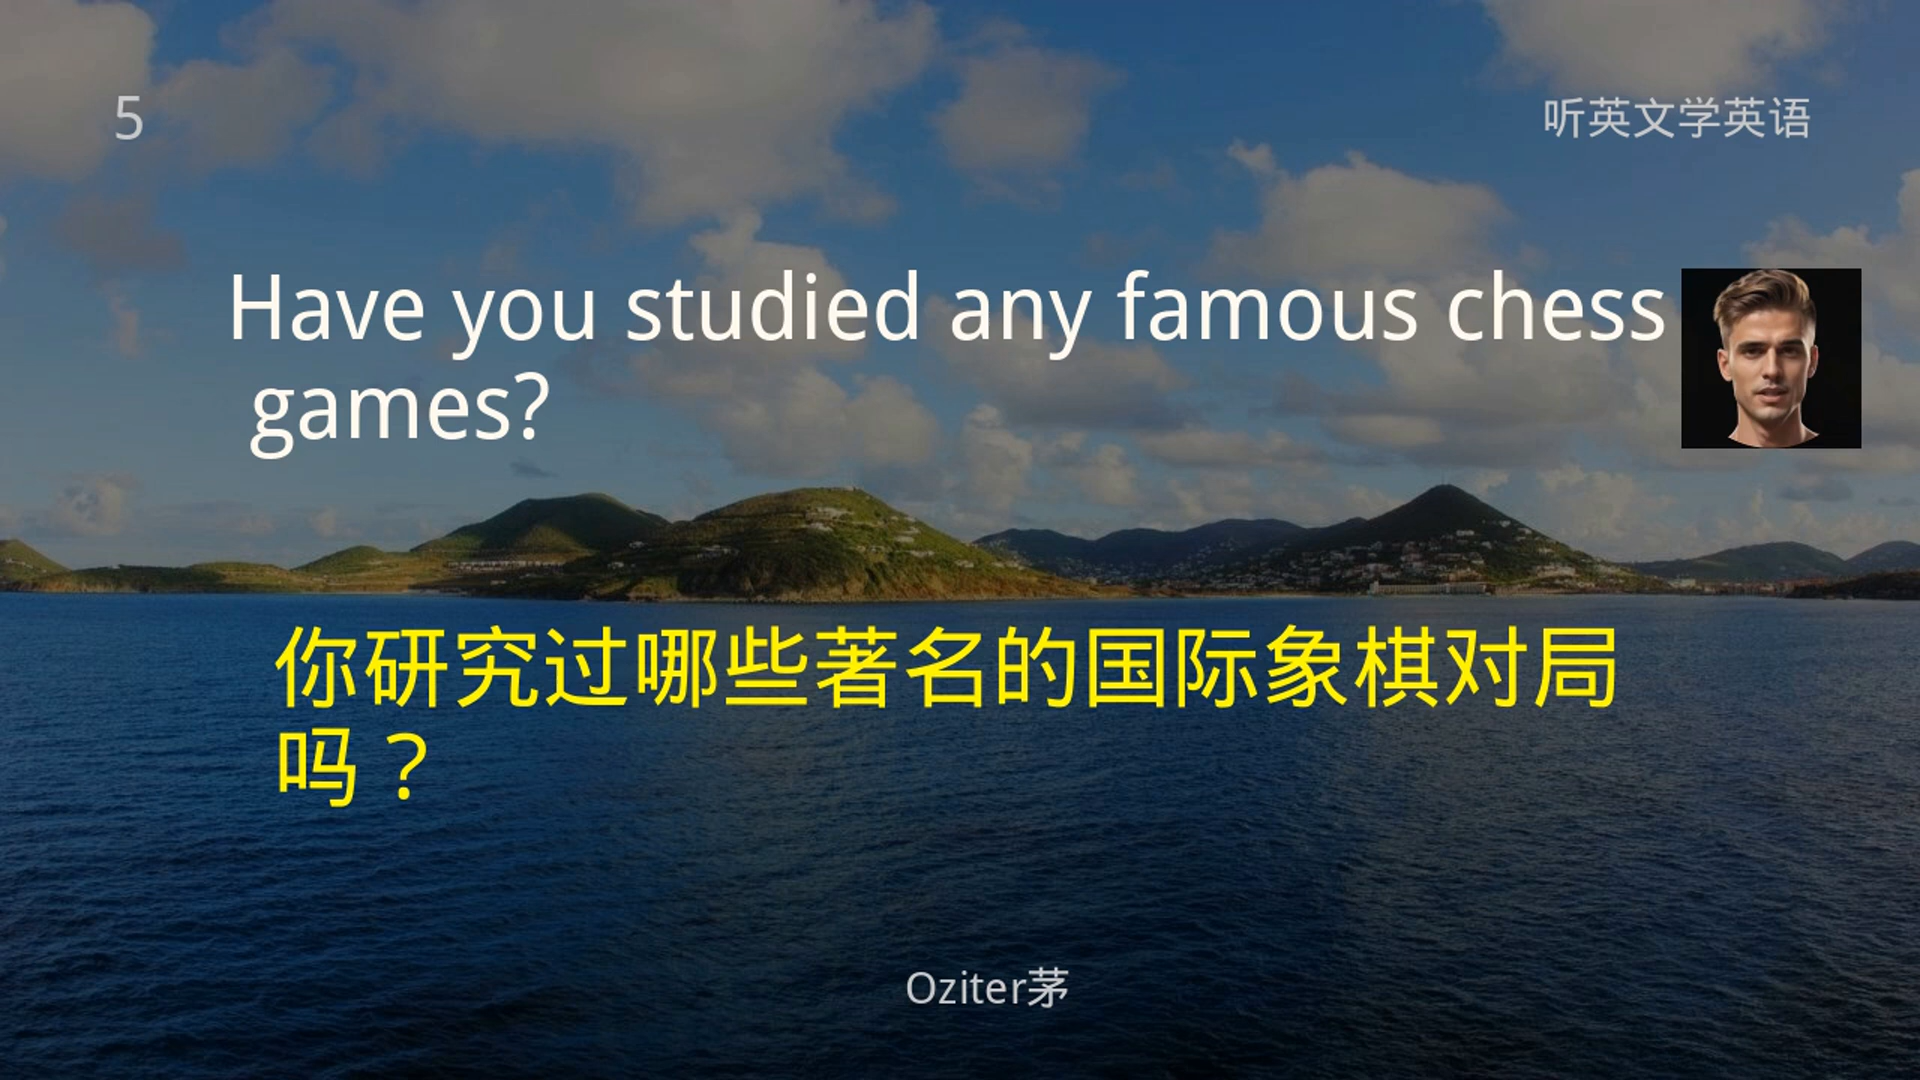 5
听英文学英语
Have you studied any famous chess
games?
你研究过哪些著名的国际象棋对局
吗？
Oziter茅